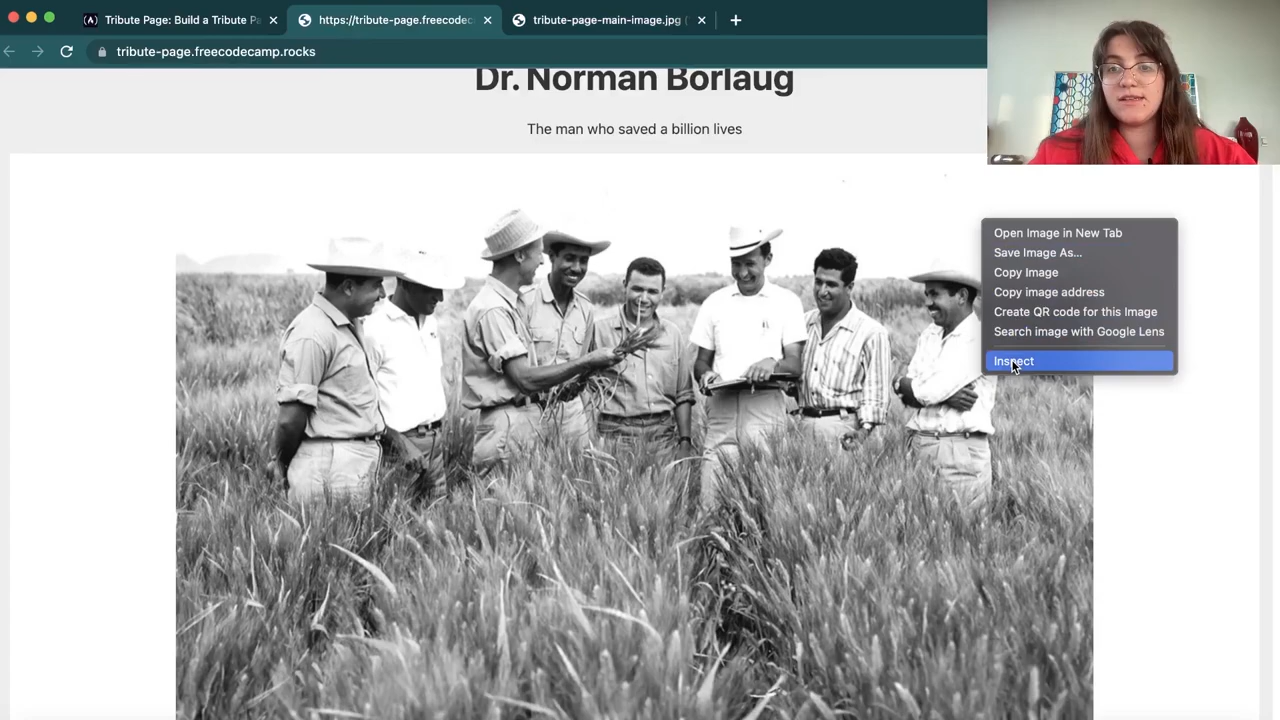 Tribute Page: Build a Tribute Pa
https://tribute-page.freecodec
tribute-page-main-image.jpg (
tribute-page.freecodecamp.rocks
Dr. Norman Borlaug
The man who saved a billion lives
Open Image in New Tab
Save Image As...
Copy Image
Copy image address
Create QR code for this Image
Search image with Google Lens
Inspect